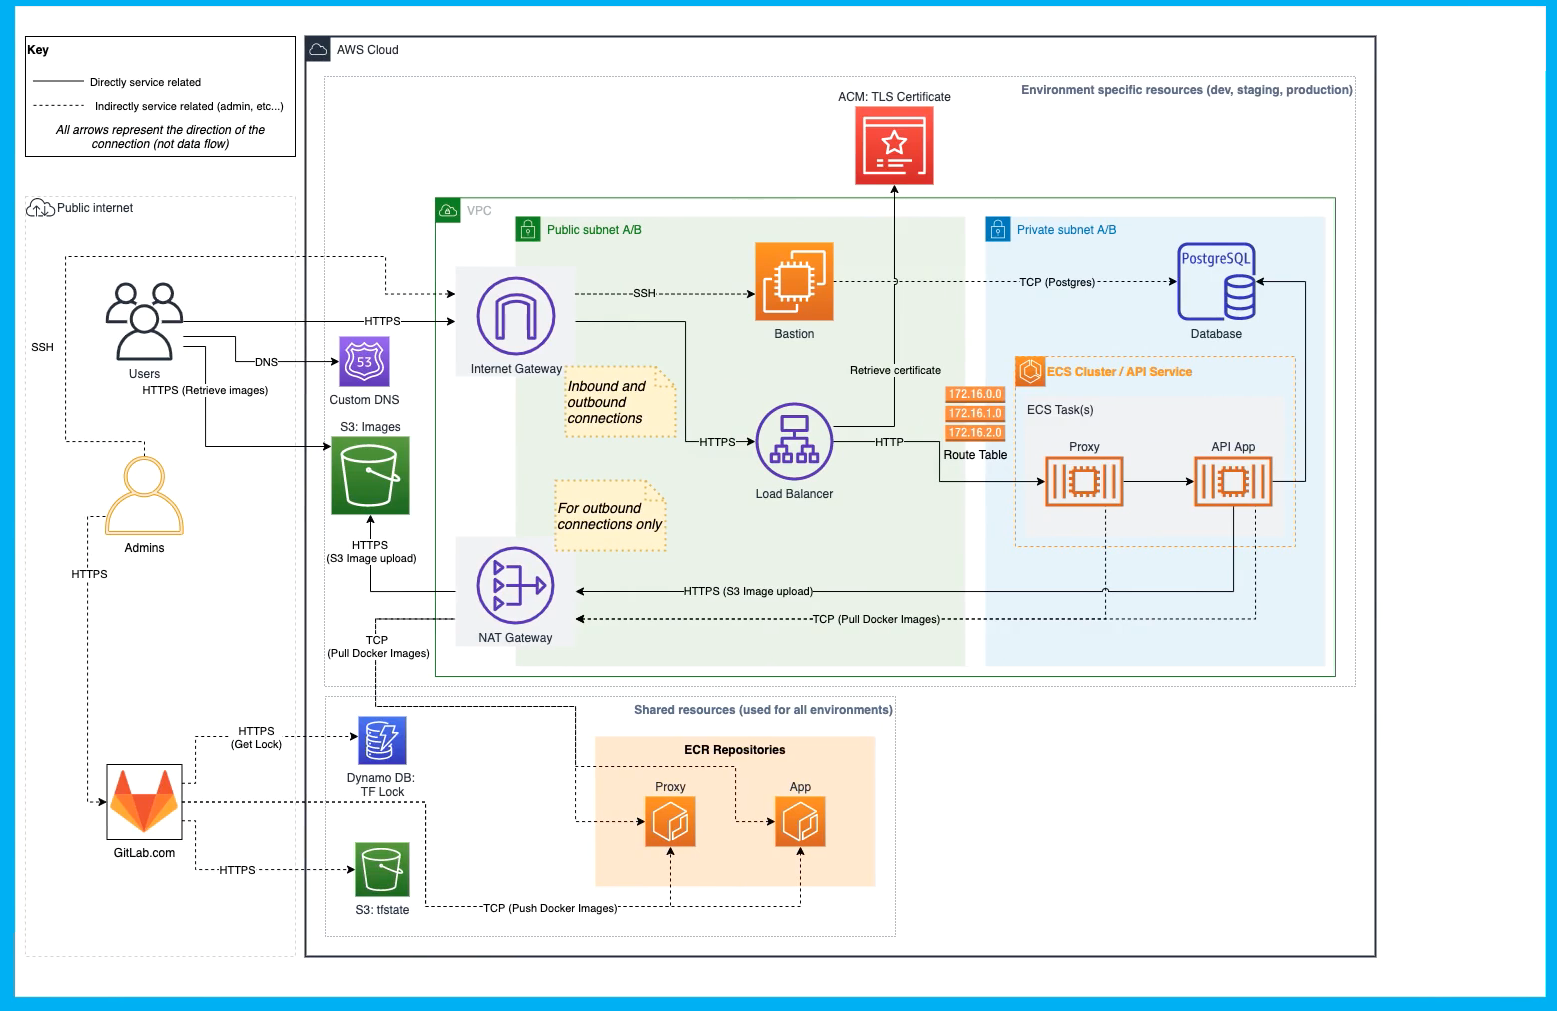 Key
Directly service related
Indirectly service related (admin, etc...)
All arrows represent the direction of the
connection (not data flow)
AWS Cloud
Environment specific resources (dev, staging, production)
ACM: TLS Certificate
Public internet
VPC
Public subnet A/B
Private subnet A/B
PostgreSQL
SSH
TCP (Postgres)
HTTPS
Bastion
Database
SSH
DNS
53
Users
Internet Gateway
Retrieve certificate
ECS Cluster / API Service
HTTPS (Retrieve images)
Custom DNS
Inbound and
outbound
connections
172.16.0.0
172.16.1.0
172.16.2.0
ECS Task(s)
S3: Images
HTTPS
HTTP
Route Table
Proxy
API App
Load Balancer
For outbound
connections only
Admins
HTTPS
(S3 Image upload)
HTTPS
HTTPS (S3 Image upload)
TCP (Pull Docker Images)
NAT Gateway
TCP
(Pull Docker Images)
Shared resources (used for all environments)
HTTPS
(Get Lock)
ECR Repositories
Dynamo DB:
TF Lock
Proxy
App
GitLab.com
HTTPS
S3: tfstate
TCP (Push Docker Images)